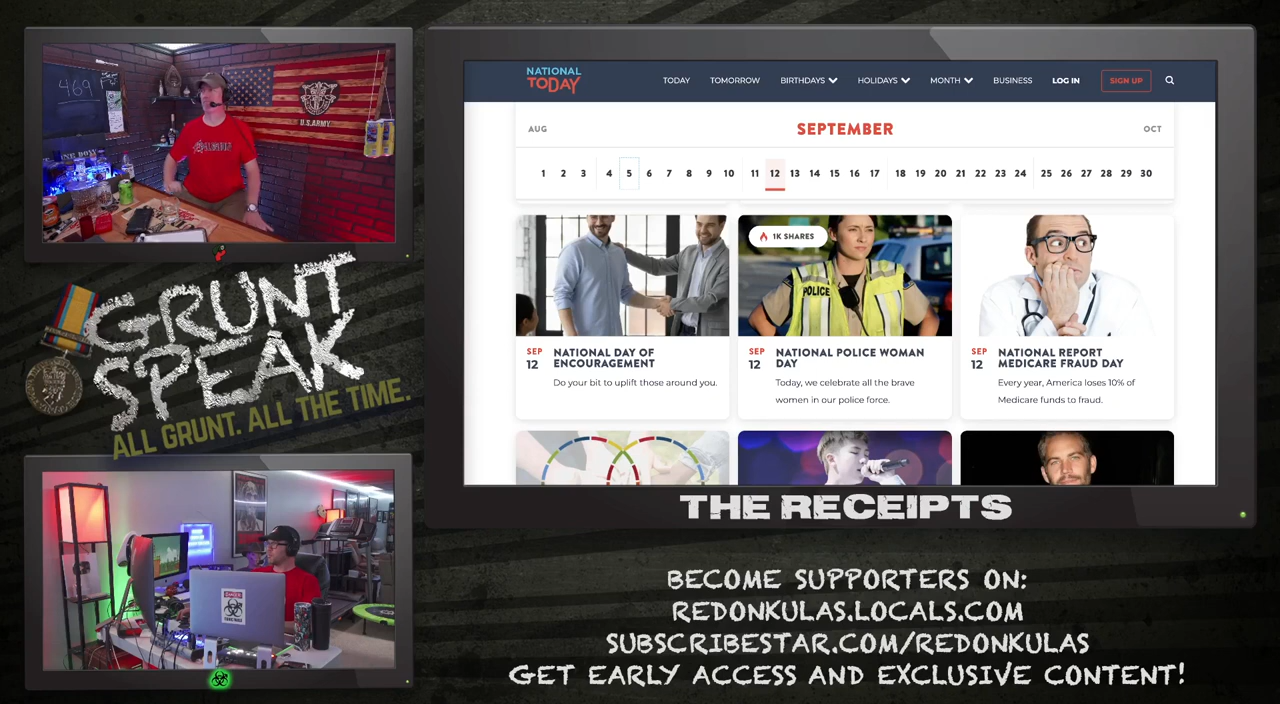 469
U.S. ARMY
GRUNT
SPEAK
ALL GRUNT. ALL THE TIME.
NATIONAL
TODAY
TODAY TOMORROW BIRTHDAYS HOLIDAYS MONTH BUSINESS LOG IN SIGN UP
AUG SEPTEMBER OCT
1 2 3 4 5 6 7 8 9 10 11 12 13 14 15 16 17 18 19 20 21 22 23 24 25 26 27 28 29 30
1K SHARES
POLICE
SEP
12
NATIONAL DAY OF
ENCOURAGEMENT
Do your bit to uplift those around you.
SEP
12
NATIONAL POLICE WOMAN
DAY
Today, we celebrate all the brave
women in our police force.
SEP
12
NATIONAL REPORT
MEDICARE FRAUD DAY
Every year, America loses 10% of
Medicare funds to fraud.
THE RECEIPTS
BECOME SUPPORTERS ON:
REDONKULAS.LOCALS.COM
SUBSCRIBESTAR.COM/REDONKULAS
GET EARLY ACCESS AND EXCLUSIVE CONTENT!